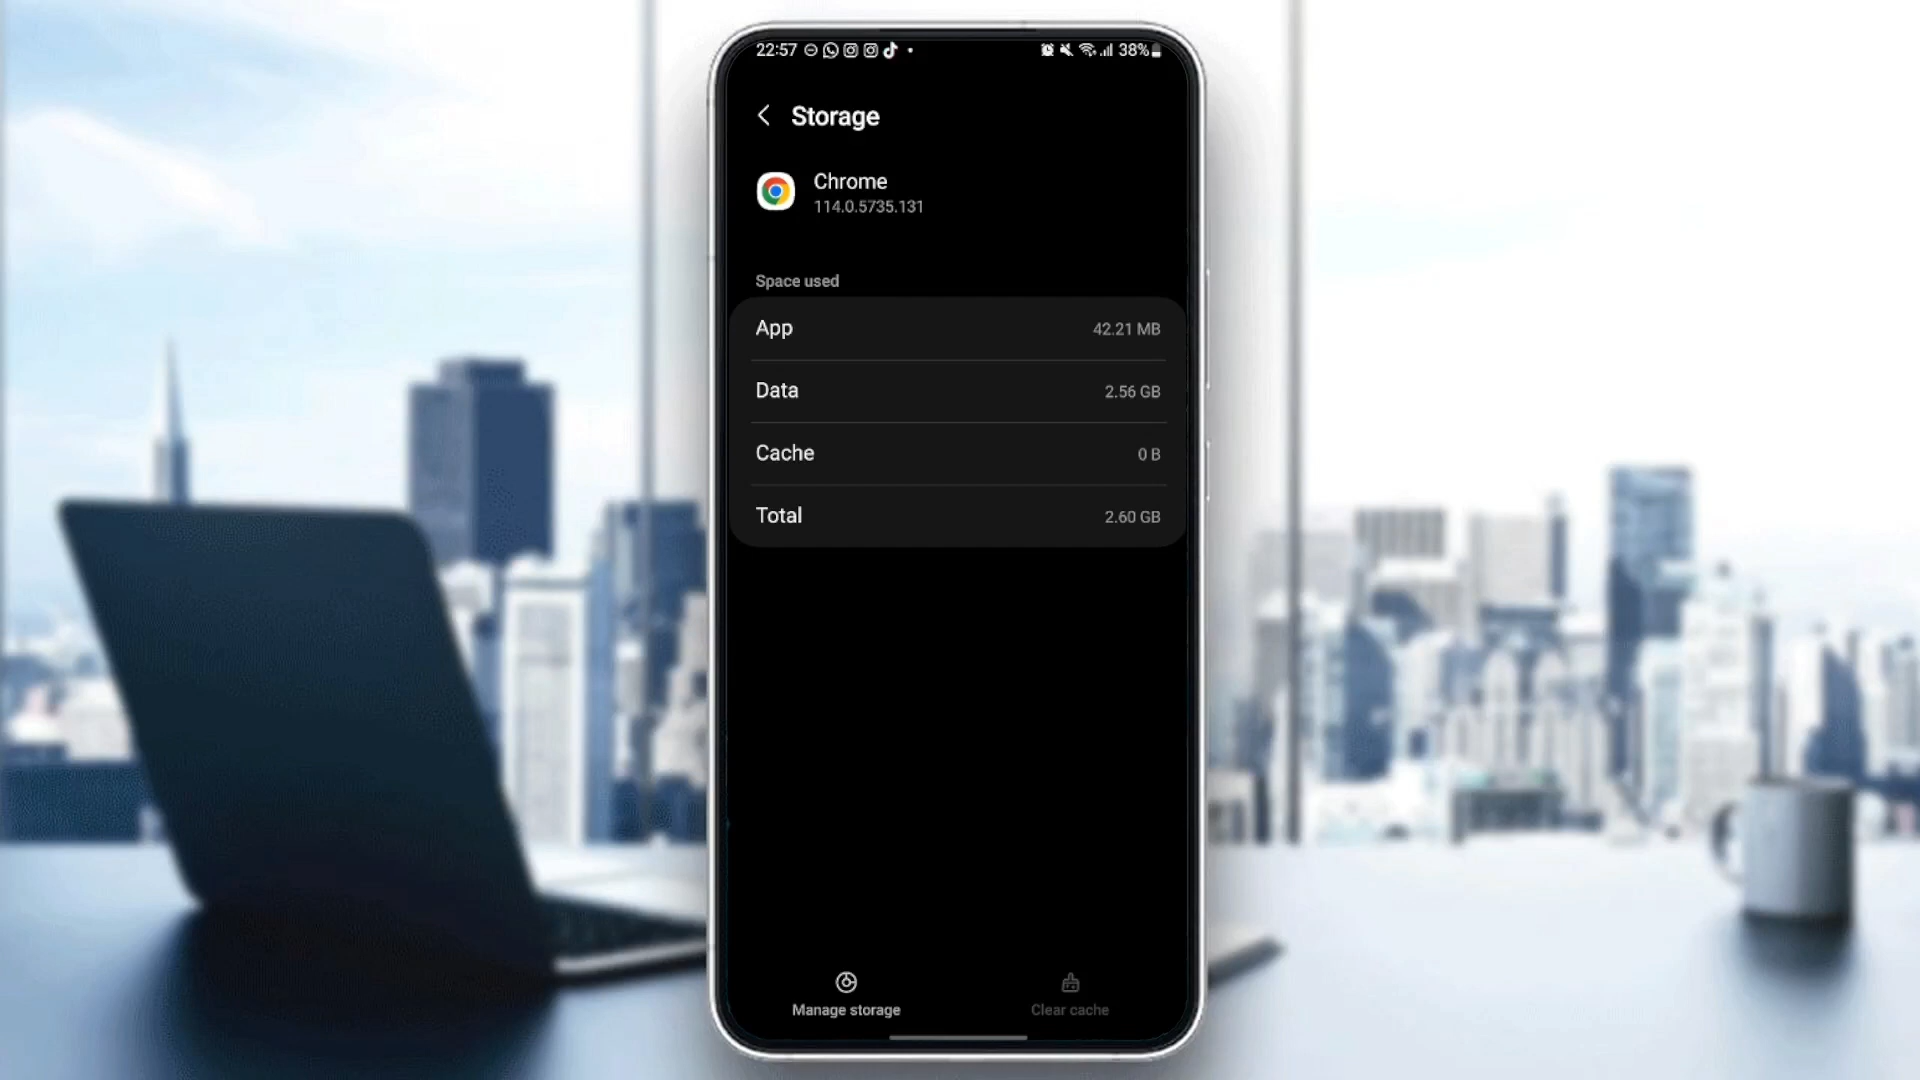 22:57 38%
Storage
Chrome
114.0.5735.131
Space used
App 42.21 MB
Data 2.56 GB
Cache 0 B
Total 2.60 GB
Manage storage Clear cache